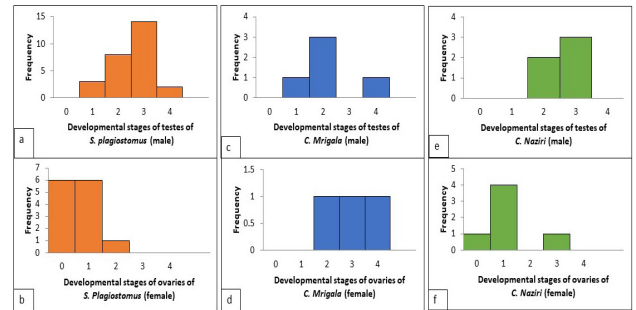 Frequency
15
10
5
0
0 1 2 3 4
Developmental stages of testes of
S. plagiostomus (male)
a
Frequency
4
3
2
1
0
0 1 2 3 4
Developmental stages of testes of
C. Mrigala (male)
c
Frequency
4
3
2
1
0
0 1 2 3 4
Developmental stages of testes of
C. Naziri (male)
e
Frequency
7
6
5
4
3
2
1
0
0 1 2 3 4
Developmental stages of ovaries of
S. Plagiostomus (female)
b
Frequency
1.5
1
0.5
0
0 1 2 3 4
Developmental stages of ovaries of
C. Mrigala (female)
d
Frequency
5
4
3
2
1
0
0 1 2 3 4
Developmental stages of ovaries of
C. Naziri (female)
f